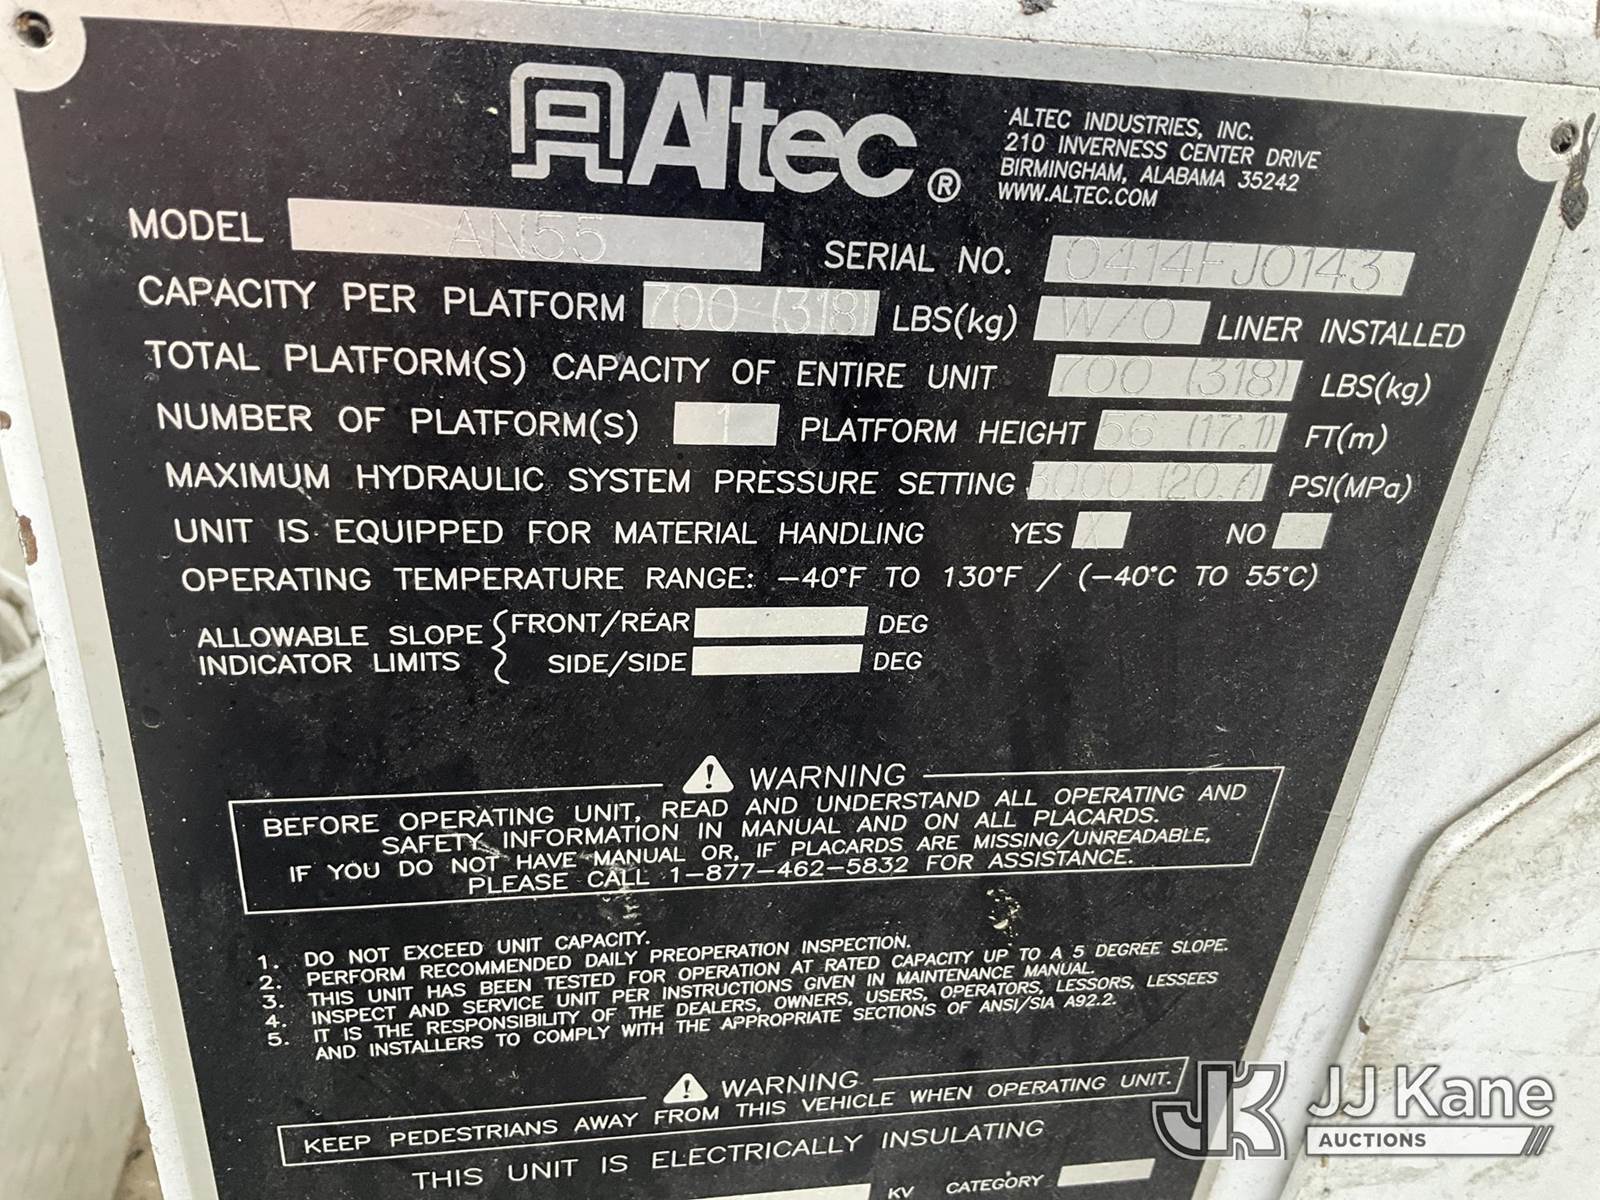 Altec®
ALTEC INDUSTRIES, INC.
210 INVERNESS CENTER DRIVE
BIRMINGHAM, ALABAMA 35242
WWW.ALTEC.COM
MODEL AN55 SERIAL NO. 0414FJ0143
CAPACITY PER PLATFORM 700 (318) LBS(kg) W/O LINER INSTALLED
TOTAL PLATFORM(S) CAPACITY OF ENTIRE UNIT 700 (318) LBS(kg)
NUMBER OF PLATFORM(S) 1 PLATFORM HEIGHT 56 (17.1) FT(m)
MAXIMUM HYDRAULIC SYSTEM PRESSURE SETTING 3000 (20.7) PSI(MPa)
UNIT IS EQUIPPED FOR MATERIAL HANDLING YES X NO
OPERATING TEMPERATURE RANGE: -40°F TO 130°F / (-40°C TO 55°C)
ALLOWABLE SLOPE INDICATOR LIMITS
FRONT/REAR DEG
SIDE/SIDE DEG
WARNING
BEFORE OPERATING UNIT, READ AND UNDERSTAND ALL OPERATING AND
SAFETY INFORMATION IN MANUAL AND ON ALL PLACARDS.
IF YOU DO NOT HAVE MANUAL OR, IF PLACARDS ARE MISSING/UNREADABLE,
PLEASE CALL 1-877-462-5832 FOR ASSISTANCE.
1. DO NOT EXCEED UNIT CAPACITY.
2. PERFORM RECOMMENDED DAILY PREOPERATION INSPECTION.
3. THIS UNIT HAS BEEN TESTED FOR OPERATION AT RATED CAPACITY UP TO A 5 DEGREE SLOPE.
4. INSPECT AND SERVICE UNIT PER INSTRUCTIONS GIVEN IN MAINTENANCE MANUAL.
5. IT IS THE RESPONSIBILITY OF THE DEALERS, OWNERS, USERS, OPERATORS, LESSORS, LESSEES
AND INSTALLERS TO COMPLY WITH THE APPROPRIATE SECTIONS OF ANSI/SIA A92.2.
WARNING
KEEP PEDESTRIANS AWAY FROM THIS VEHICLE WHEN OPERATING UNIT.
THIS UNIT IS ELECTRICALLY INSULATING
KV CATEGORY
JK JJ Kane
AUCTIONS